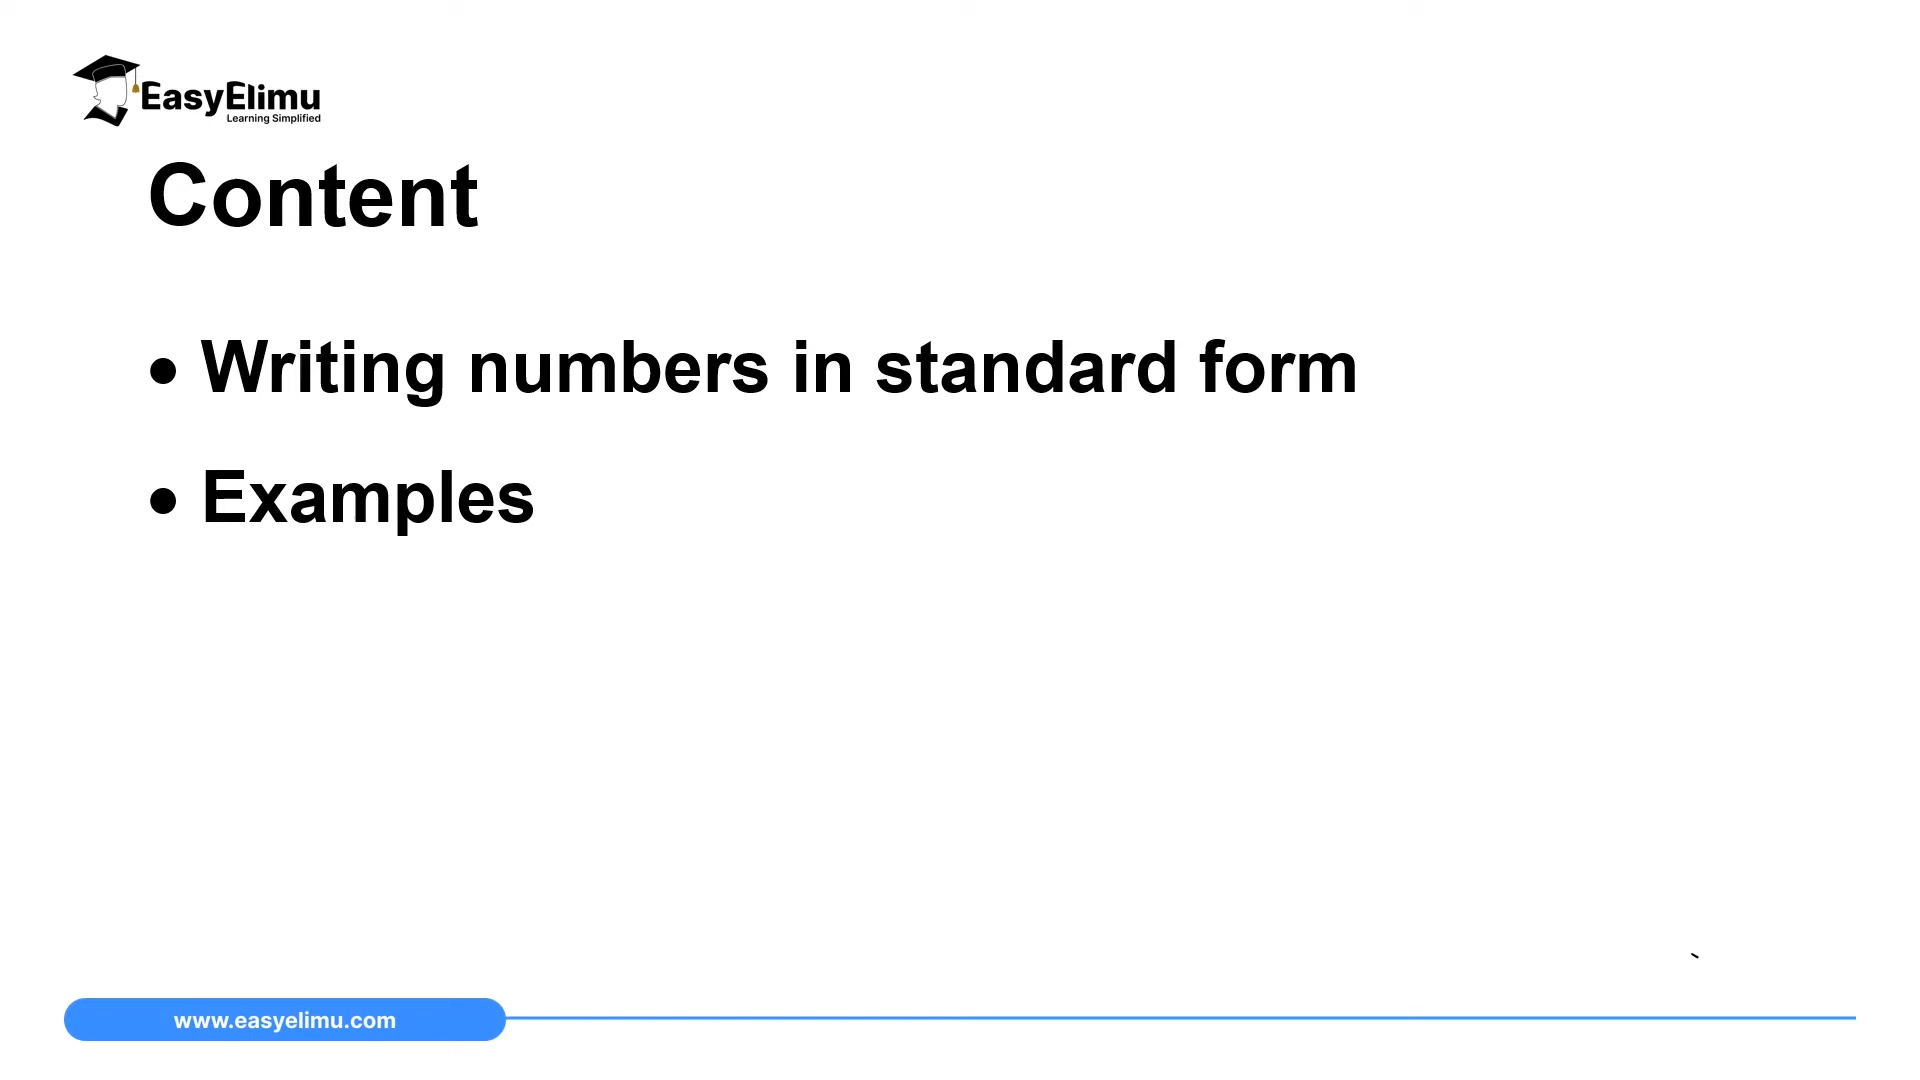 EasyElimu
Learning Simplified
Content
• Writing numbers in standard form
• Examples
www.easyelimu.com